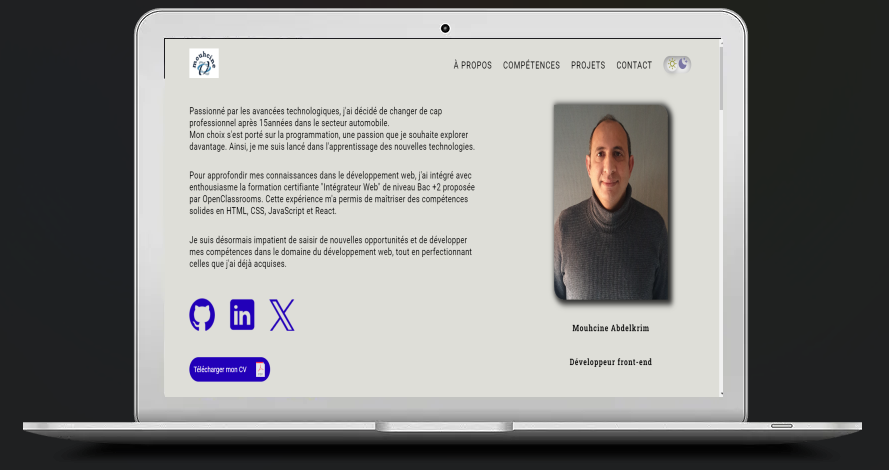 mouhcine
À PROPOS COMPÉTENCES PROJETS CONTACT
Passionné par les avancées technologiques, j'ai décidé de changer de cap
professionnel après 15années dans le secteur automobile.
Mon choix s'est porté sur la programmation, une passion que je souhaite explorer
davantage. Ainsi, je me suis lancé dans l'apprentissage des nouvelles technologies.
Pour approfondir mes connaissances dans le développement web, j'ai intégré avec
enthousiasme la formation certifiante "Intégrateur Web" de niveau Bac +2 proposée
par OpenClassrooms. Cette expérience m'a permis de maîtriser des compétences
solides en HTML, CSS, JavaScript et React.
Je suis désormais impatient de saisir de nouvelles opportunités et de développer
mes compétences dans le domaine du développement web, tout en perfectionnant
celles que j'ai déjà acquises.
in
Télécharger mon CV
Mouhcine Abdelkrim
Développeur front-end